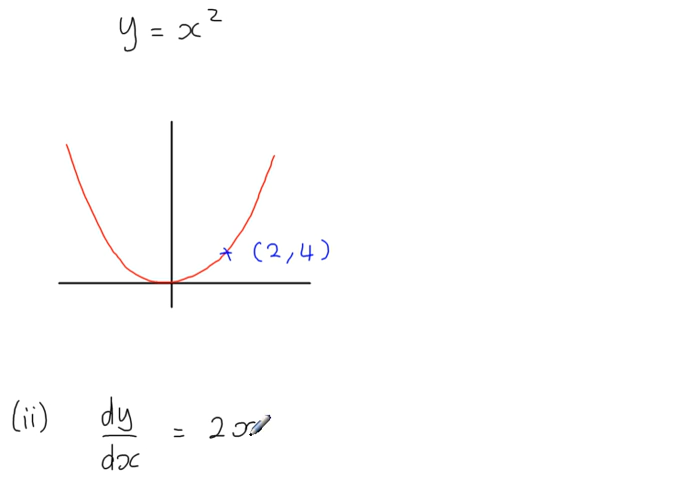 y = x²
(2,4)
(ii) dy/dx = 2x